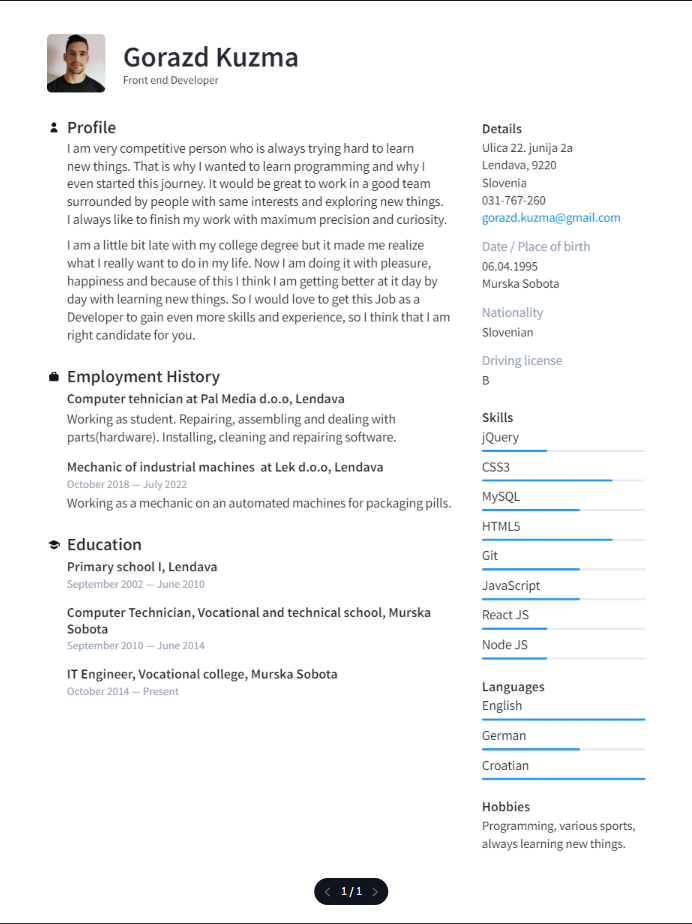 Gorazd Kuzma
Front end Developer
Profile
I am very competitive person who is always trying hard to learn
new things. That is why I wanted to learn programming and why I
even started this journey. It would be great to work in a good team
surrounded by people with same interests and exploring new things.
I always like to finish my work with maximum precision and curiosity.
I am a little bit late with my college degree but it made me realize
what I really want to do in my life. Now I am doing it with pleasure,
happiness and because of this I think I am getting better at it day by
day with learning new things. So I would love to get this Job as a
Developer to gain even more skills and experience, so I think that I am
right candidate for you.
Employment History
Computer tehnician at Pal Media d.o.o, Lendava
Working as student. Repairing, assembling and dealing with
parts(hardware). Installing, cleaning and repairing software.
Mechanic of industrial machines  at Lek d.o.o, Lendava
October 2018 — July 2022
Working as a mechanic on an automated machines for packaging pills.
Education
Primary school I, Lendava
September 2002 — June 2010
Computer Technician, Vocational and technical school, Murska
Sobota
September 2010 — June 2014
IT Engineer, Vocational college, Murska Sobota
October 2014 — Present
Details
Ulica 22. junija 2a
Lendava, 9220
Slovenia
031-767-260
gorazd.kuzma@gmail.com
Date / Place of birth
06.04.1995
Murska Sobota
Nationality
Slovenian
Driving license
B
Skills
jQuery
CSS3
MySQL
HTML5
Git
JavaScript
React JS
Node JS
Languages
English
German
Croatian
Hobbies
Programming, various sports,
always learning new things.
1 / 1